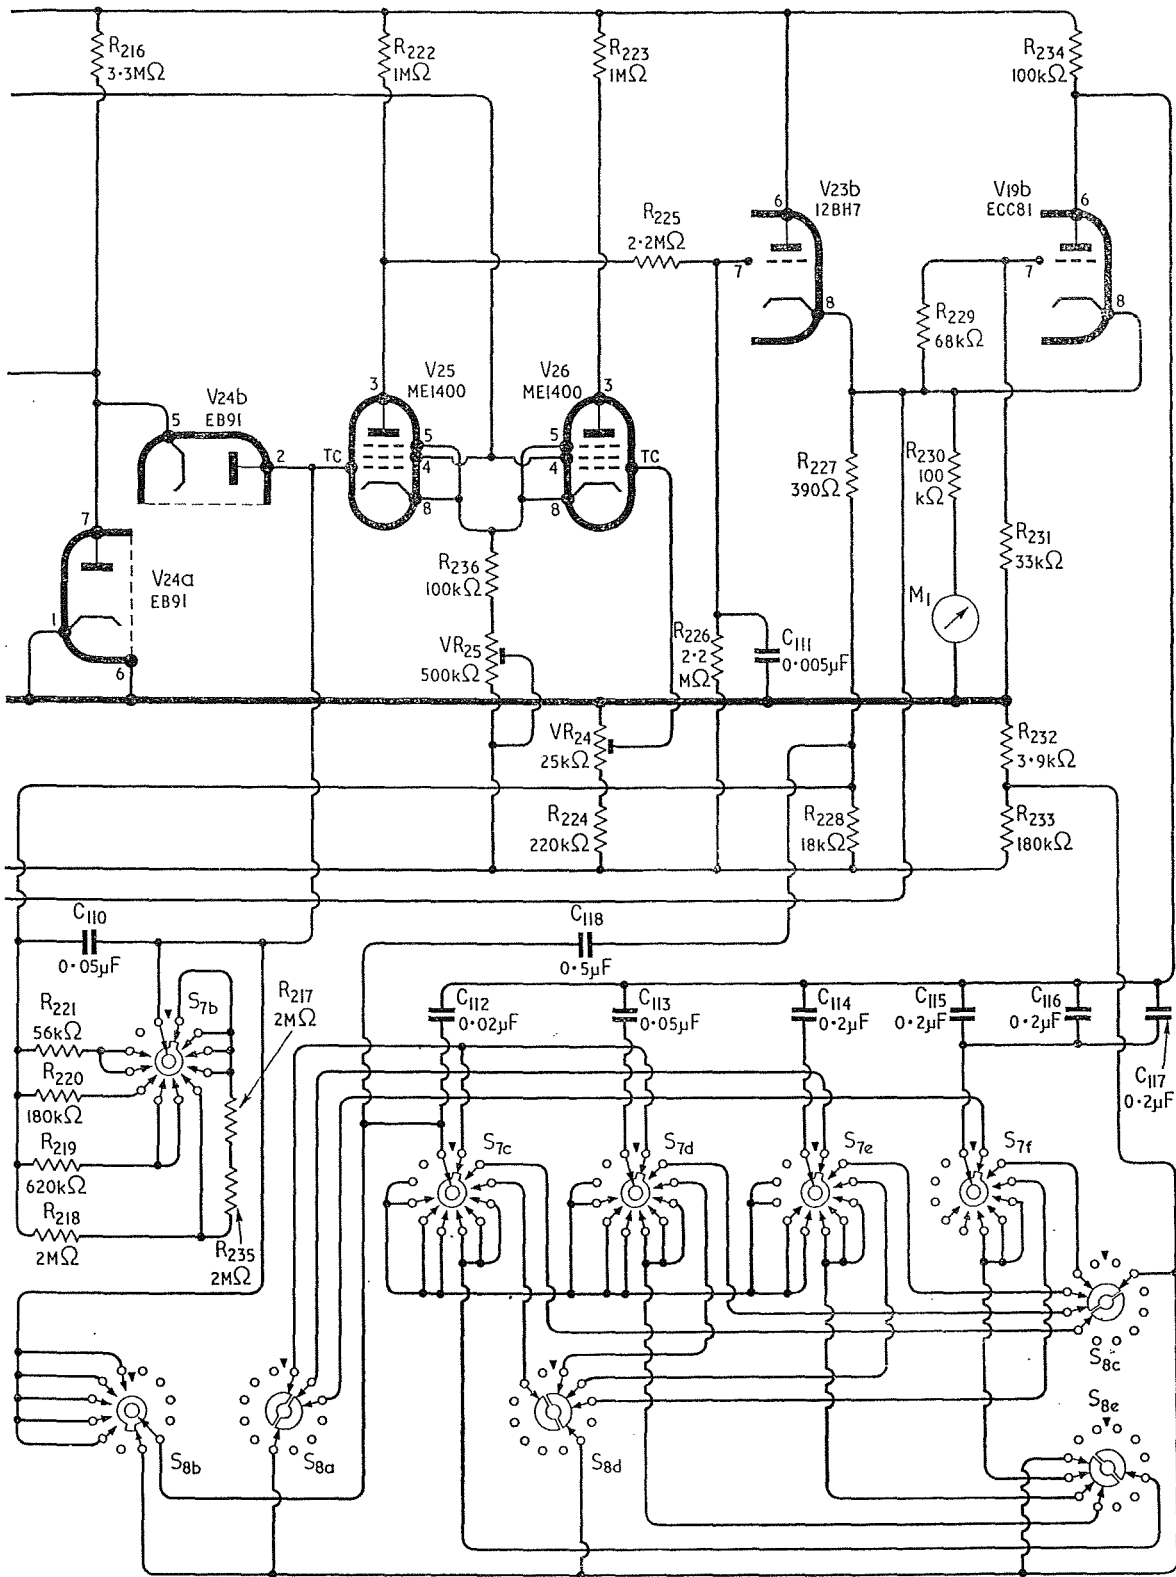 R216
3·3MΩ
R222
1MΩ
R223
1MΩ
R234
100kΩ
V23b
12BH7
V19b
ECC81
6
6
R225
2·2MΩ
7
7
8
8
R229
68kΩ
V24b
EB91
V25
ME1400
V26
ME1400
3
3
5
5
5
2
TC
4
4
TC
8
8
R227
390Ω
R230
100
kΩ
7
V24a
EB91
R236
100kΩ
R231
33kΩ
M1
1
6
VR25
500kΩ
R226
2·2
MΩ
C111
0·005µF
VR24
25kΩ
R232
3·9kΩ
R224
220kΩ
R228
18kΩ
R233
180kΩ
C110
0·05µF
C118
0·5µF
S7b
R217
2MΩ
C112
0·02µF
C113
0·05µF
C114
0·2µF
C115
0·2µF
C116
0·2µF
C117
0·2µF
R221
56kΩ
R220
180kΩ
R219
620kΩ
R218
2MΩ
R235
2MΩ
S7c
S7d
S7e
S7f
S8c
S8e
S8b
S8a
S8d